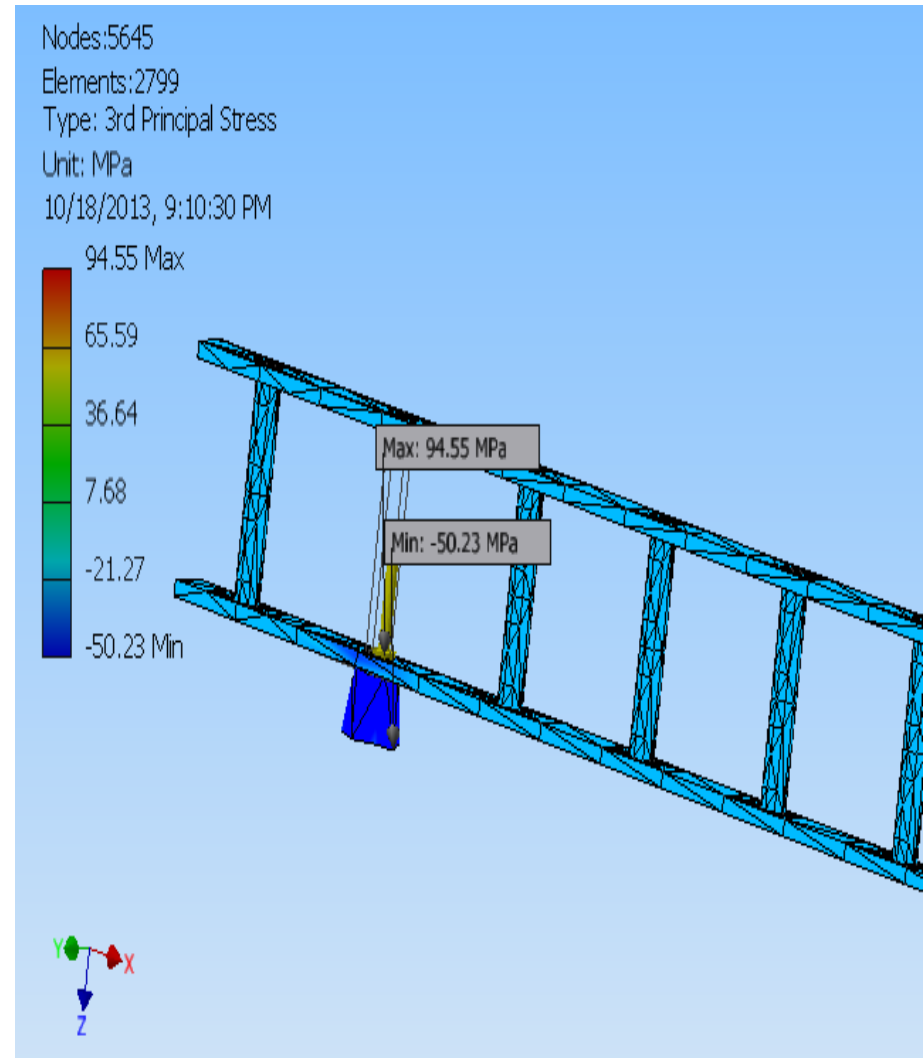 Nodes:5645
Elements:2799
Type: 3rd Principal Stress
Unit: MPa
10/18/2013, 9:10:30 PM
94.55 Max
65.59
36.64
7.68
-21.27
-50.23 Min
Max: 94.55 MPa
Min: -50.23 MPa
Y
X
Z